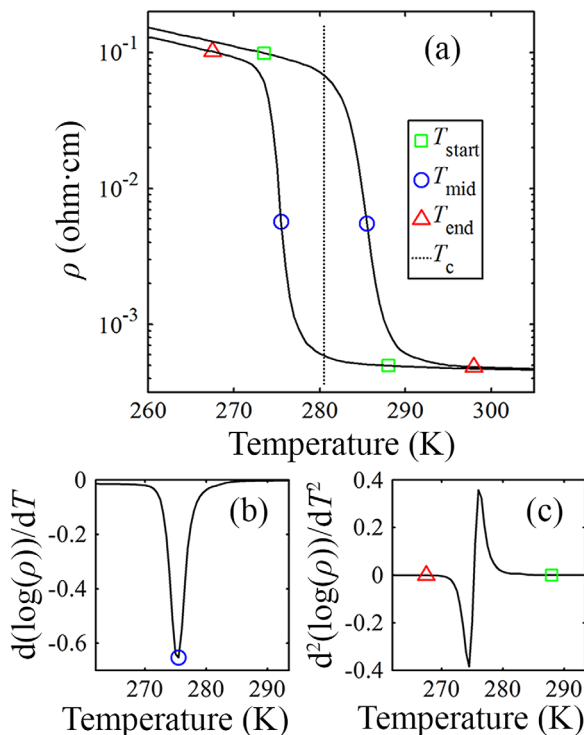 (a)
10⁻¹
10⁻²
10⁻³
ρ (ohm·cm)
T_start
T_mid
T_end
T_c
260 270 280 290 300
Temperature (K)
(b)
0
-0.2
-0.4
-0.6
d(log(ρ))/dT
270 280 290
Temperature (K)
(c)
0.4
0.2
0
-0.2
-0.4
d²(log(ρ))/dT²
270 280 290
Temperature (K)